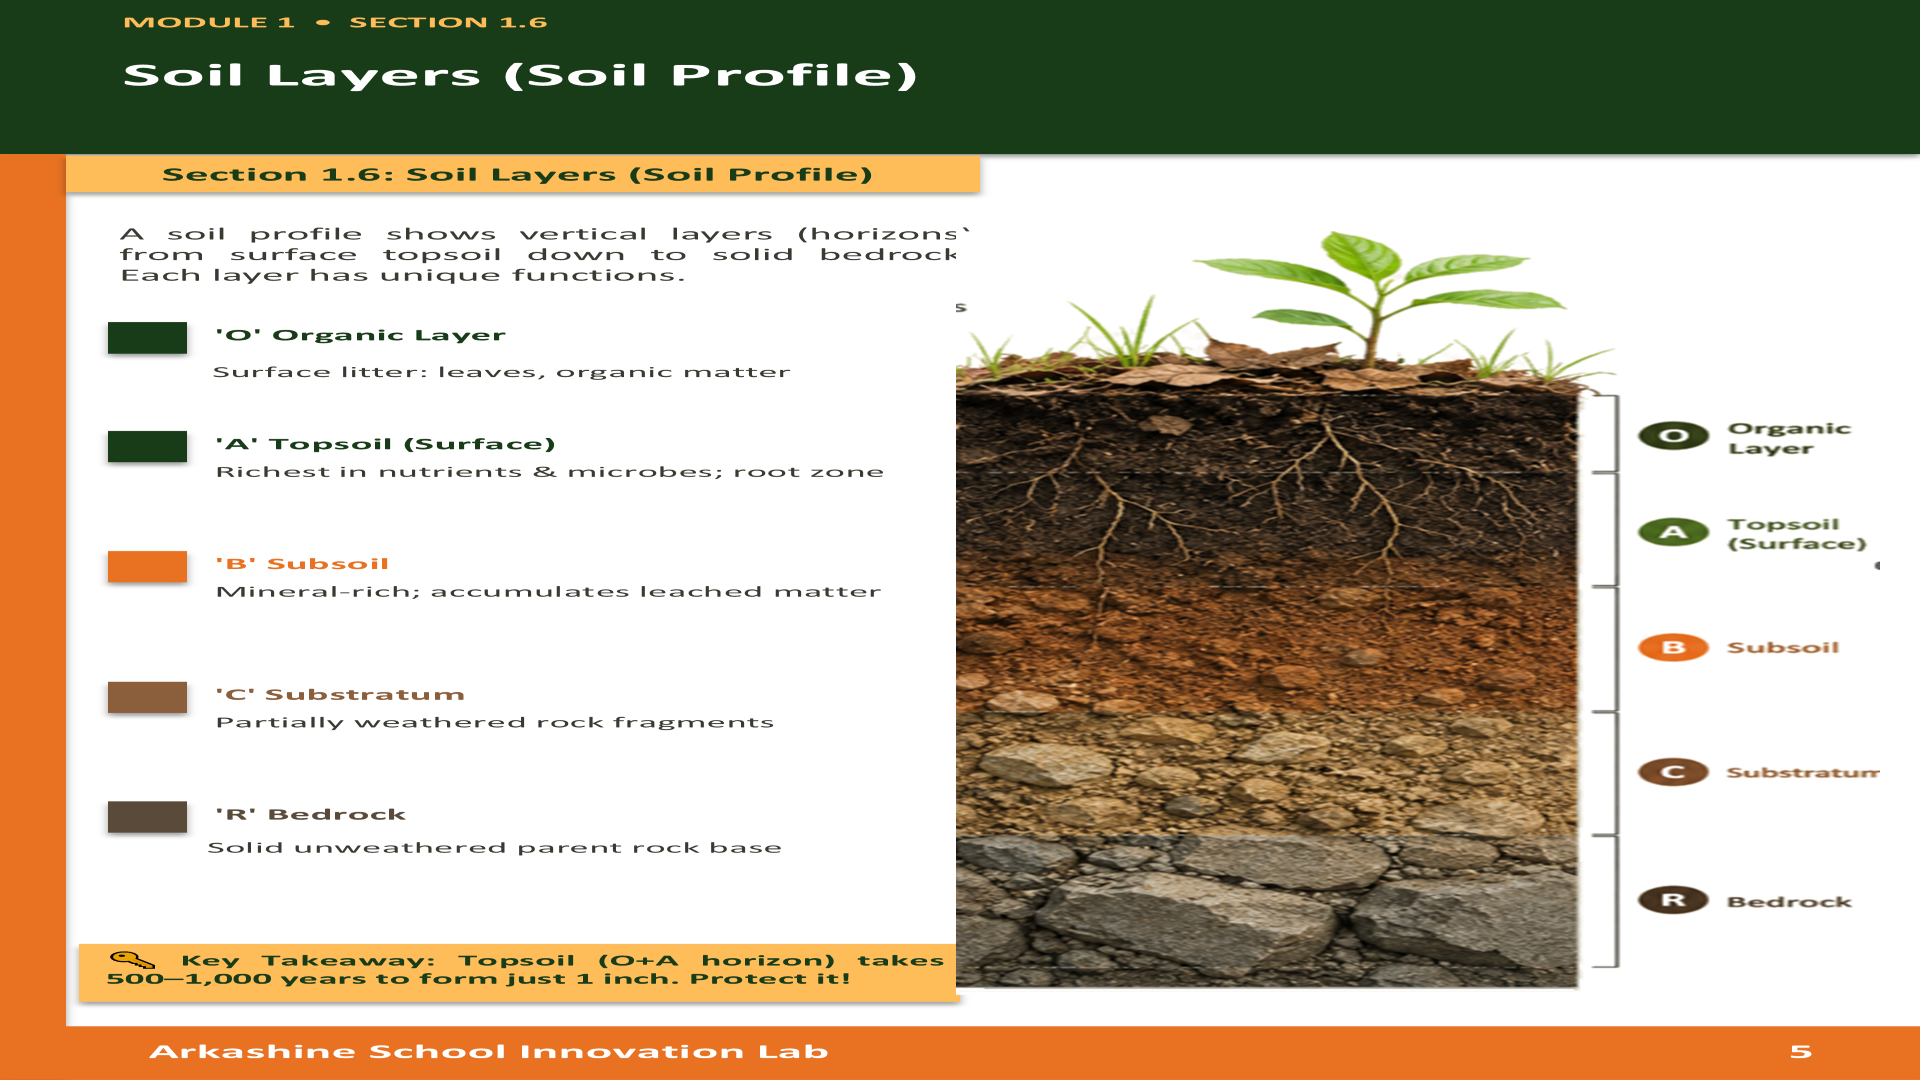 MODULE 1 • SECTION 1.6
Soil Layers (Soil Profile)
Section 1.6: Soil Layers (Soil Profile)
A soil profile shows vertical layers (horizons
from surface topsoil down to solid bedrock
Each layer has unique functions.
s
'O' Organic Layer
Surface litter: leaves, organic matter
'A' Topsoil (Surface)
Richest in nutrients & microbes; root zone
'B' Subsoil
Mineral-rich; accumulates leached matter
'C' Substratum
Partially weathered rock fragments
'R' Bedrock
Solid unweathered parent rock base
🔑 Key Takeaway: Topsoil (O+A horizon) takes
500–1,000 years to form just 1 inch. Protect it!
O Organic
Layer
A Topsoil
(Surface)
B Subsoil
C Substratum
R Bedrock
Arkashine School Innovation Lab
5